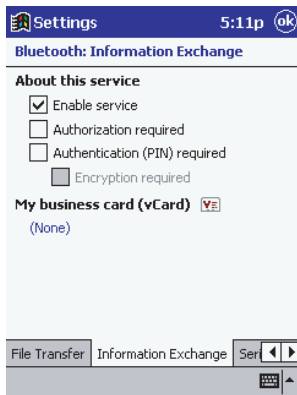 Settings 5:11p ok
Bluetooth: Information Exchange
About this service
Enable service
Authorization required
Authentication (PIN) required
Encryption required
My business card (vCard)
(None)
File Transfer Information Exchange Seri